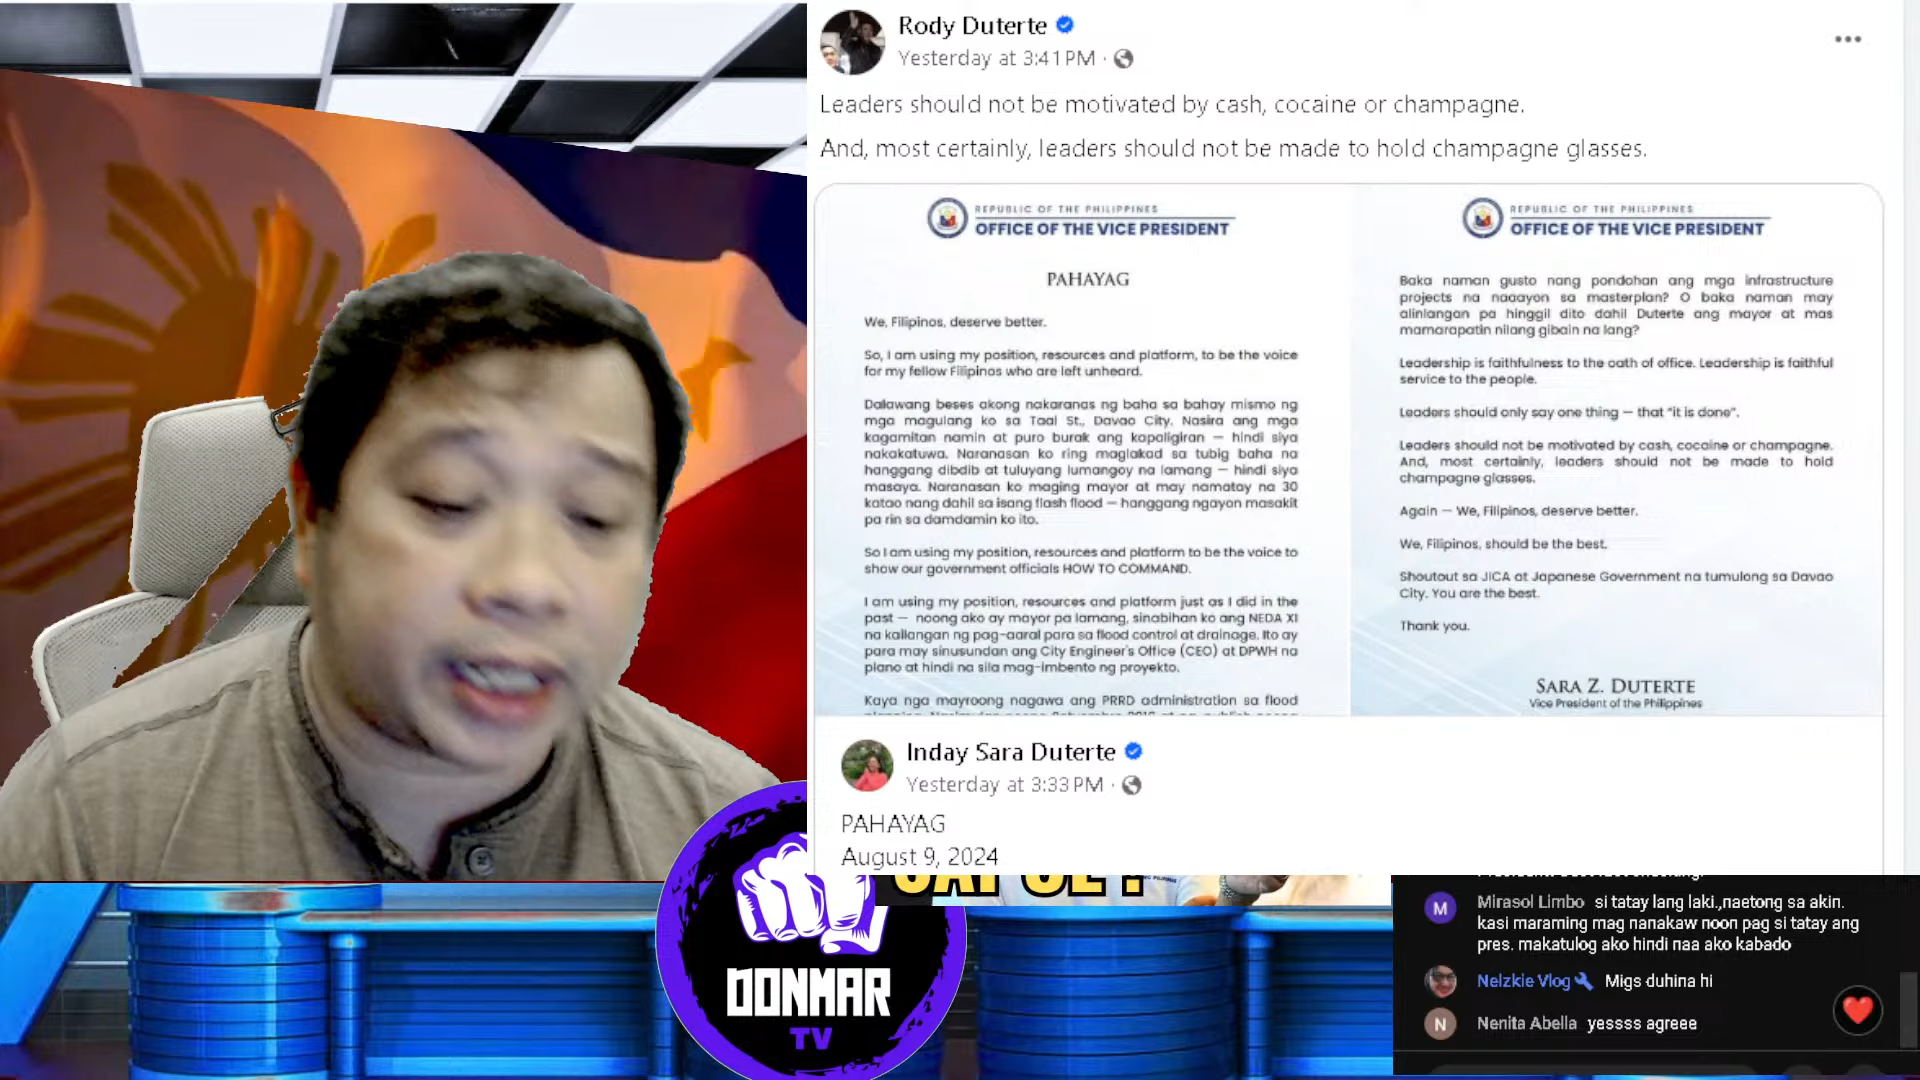 Rody Duterte
Yesterday at 3:41 PM ·
Leaders should not be motivated by cash, cocaine or champagne.
And, most certainly, leaders should not be made to hold champagne glasses.
REPUBLIC OF THE PHILIPPINES
OFFICE OF THE VICE PRESIDENT
PAHAYAG
We, Filipinos, deserve better.
So, I am using my position, resources and platform, to be the voice
for my fellow Filipinos who are left unheard.
Dalawang beses akong nakaranas ng baha sa bahay mismo ng
mga magulang ko sa Taal St., Davao City. Nasira ang mga
kagamitan namin at puro burak ang kapaligiran — hindi siya
nakakatuwa. Naranasan ko ring maglakad sa tubig baha na
hanggang dibdib at tuluyang lumangoy na lamang — hindi siya
masaya. Naranasan ko maging mayor at may namatay na 30
katao nang dahil sa isang flash flood — hanggang ngayon masakit
pa rin sa damdamin ko ito.
So I am using my position, resources and platform to be the voice to
show our government officials HOW TO COMMAND.
I am using my position, resources and platform just as I did in the
past — noong ako ay mayor pa lamang, sinabihan ko ang NEDA XI
na kailangan ng pag-aaral para sa flood control at drainage. Ito ay
para may sinusundan ang City Engineer's Office (CEO) at DPWH na
plano at hindi na sila mag-imbento ng proyekto.
Kaya nga mayroong nagawa ang PRRD administration sa flood
REPUBLIC OF THE PHILIPPINES
OFFICE OF THE VICE PRESIDENT
Baka naman gusto nang pondohan ang mga infrastructure
projects na naaayon sa masterplan? O baka naman may
alinlangan pa hinggil dito dahil Duterte ang mayor at mas
mamarapatin nilang gibain na lang?
Leadership is faithfulness to the oath of office. Leadership is faithful
service to the people.
Leaders should only say one thing — that "it is done".
Leaders should not be motivated by cash, cocaine or champagne.
And, most certainly, leaders should not be made to hold
champagne glasses.
Again — We, Filipinos, deserve better.
We, Filipinos, should be the best.
Shoutout sa JICA at Japanese Government na tumulong sa Davao
City. You are the best.
Thank you.
SARA Z. DUTERTE
Vice President of the Philippines
Inday Sara Duterte
Yesterday at 3:33 PM ·
PAHAYAG
August 9, 2024
DONMAR
TV
M Mirasol Limbo si tatay lang laki.,naetong sa akin.
kasi maraming mag nanakaw noon pag si tatay ang
pres. makatulog ako hindi naa ako kabado
Nelzkie Vlog Migs duhina hi
N Nenita Abella yessss agreee